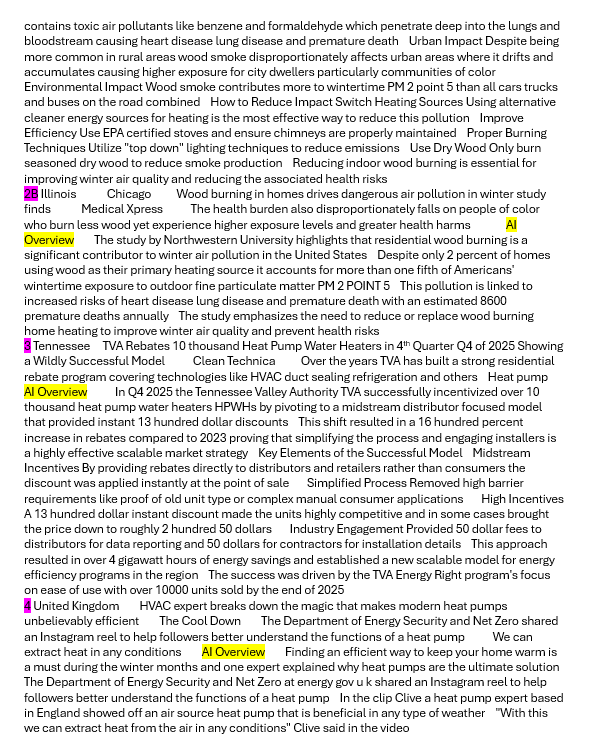 contains toxic air pollutants like benzene and formaldehyde which penetrate deep into the lungs and
bloodstream causing heart disease lung disease and premature death Urban Impact Despite being
more common in rural areas wood smoke disproportionately affects urban areas where it drifts and
accumulates causing higher exposure for city dwellers particularly communities of color
Environmental Impact Wood smoke contributes more to wintertime PM 2 point 5 than all cars trucks
and buses on the road combined How to Reduce Impact Switch Heating Sources Using alternative
cleaner energy sources for heating is the most effective way to reduce this pollution Improve
Efficiency Use EPA certified stoves and ensure chimneys are properly maintained Proper Burning
Techniques Utilize "top down" lighting techniques to reduce emissions Use Dry Wood Only burn
seasoned dry wood to reduce smoke production Reducing indoor wood burning is essential for
improving winter air quality and reducing the associated health risks
2B Illinois Chicago Wood burning in homes drives dangerous air pollution in winter study
finds Medical Xpress The health burden also disproportionately falls on people of color
who burn less wood yet experience higher exposure levels and greater health harms AI
Overview The study by Northwestern University highlights that residential wood burning is a
significant contributor to winter air pollution in the United States Despite only 2 percent of homes
using wood as their primary heating source it accounts for more than one fifth of Americans'
wintertime exposure to outdoor fine particulate matter PM 2 POINT 5 This pollution is linked to
increased risks of heart disease lung disease and premature death with an estimated 8600
premature deaths annually The study emphasizes the need to reduce or replace wood burning
home heating to improve winter air quality and prevent health risks
3 Tennessee TVA Rebates 10 thousand Heat Pump Water Heaters in 4th Quarter Q4 of 2025 Showing
a Wildly Successful Model Clean Technica Over the years TVA has built a strong residential
rebate program covering technologies like HVAC duct sealing refrigeration and others Heat pump
AI Overview In Q4 2025 the Tennessee Valley Authority TVA successfully incentivized over 10
thousand heat pump water heaters HPWHs by pivoting to a midstream distributor focused model
that provided instant 13 hundred dollar discounts This shift resulted in a 16 hundred percent
increase in rebates compared to 2023 proving that simplifying the process and engaging installers is
a highly effective scalable market strategy Key Elements of the Successful Model Midstream
Incentives By providing rebates directly to distributors and retailers rather than consumers the
discount was applied instantly at the point of sale Simplified Process Removed high barrier
requirements like proof of old unit type or complex manual consumer applications High Incentives
A 13 hundred dollar instant discount made the units highly competitive and in some cases brought
the price down to roughly 2 hundred 50 dollars Industry Engagement Provided 50 dollar fees to
distributors for data reporting and 50 dollars for contractors for installation details This approach
resulted in over 4 gigawatt hours of energy savings and established a new scalable model for energy
efficiency programs in the region The success was driven by the TVA Energy Right program's focus
on ease of use with over 10000 units sold by the end of 2025
4 United Kingdom HVAC expert breaks down the magic that makes modern heat pumps
unbelievably efficient The Cool Down The Department of Energy Security and Net Zero shared
an Instagram reel to help followers better understand the functions of a heat pump We can
extract heat in any conditions AI Overview Finding an efficient way to keep your home warm is
a must during the winter months and one expert explained why heat pumps are the ultimate solution
The Department of Energy Security and Net Zero at energy gov u k shared an Instagram reel to help
followers better understand the functions of a heat pump In the clip Clive a heat pump expert based
in England showed off an air source heat pump that is beneficial in any type of weather "With this
we can extract heat from the air in any conditions" Clive said in the video